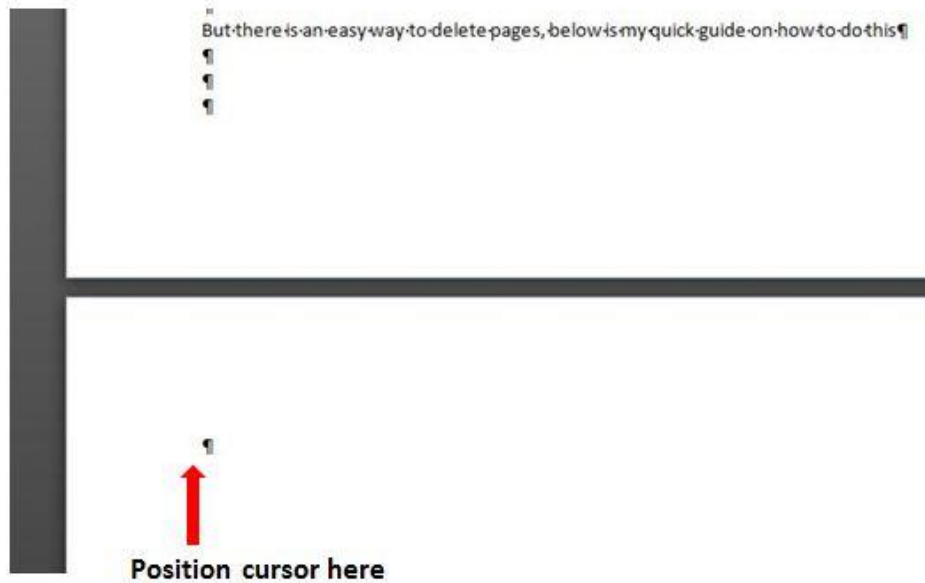 But·there·is·an·easy·way·to·delete·pages,·below·is·my·quick·guide·on·how·to·do·this¶
¶
¶
¶
¶
Position cursor here